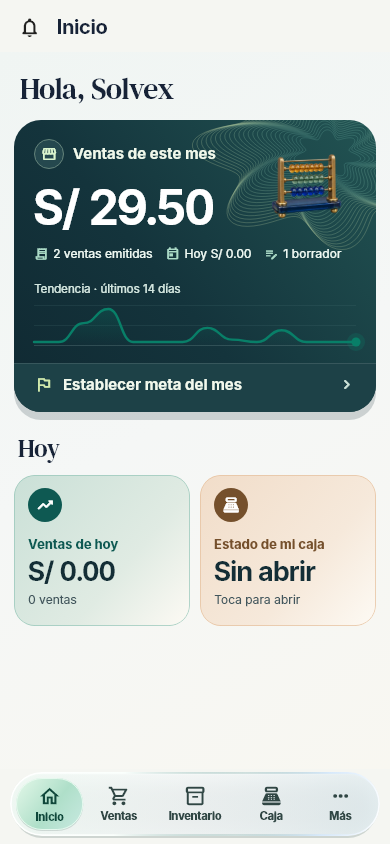 Inicio
Hola, Solvex
Ventas de este mes
S/ 29.50
2 ventas emitidas Hoy S/ 0.00 1 borrador
Tendencia · últimos 14 días
Establecer meta del mes
Hoy
Ventas de hoy
S/ 0.00
0 ventas
Estado de mi caja
Sin abrir
Toca para abrir
Inicio Ventas Inventario Caja Más